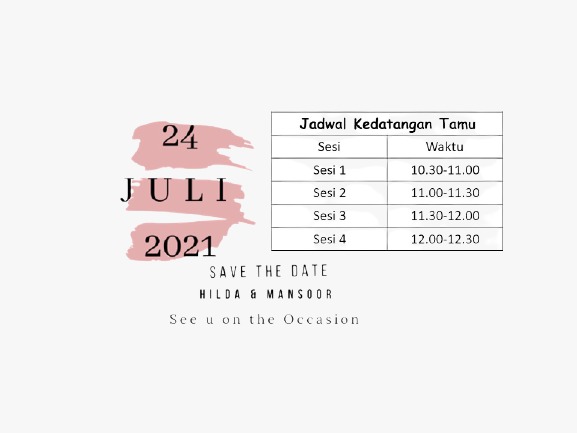 24
JULI
2021
Jadwal Kedatangan Tamu
Sesi Waktu
Sesi 1 10.30-11.00
Sesi 2 11.00-11.30
Sesi 3 11.30-12.00
Sesi 4 12.00-12.30
SAVE THE DATE
HILDA & MANSOOR
See u on the Occasion